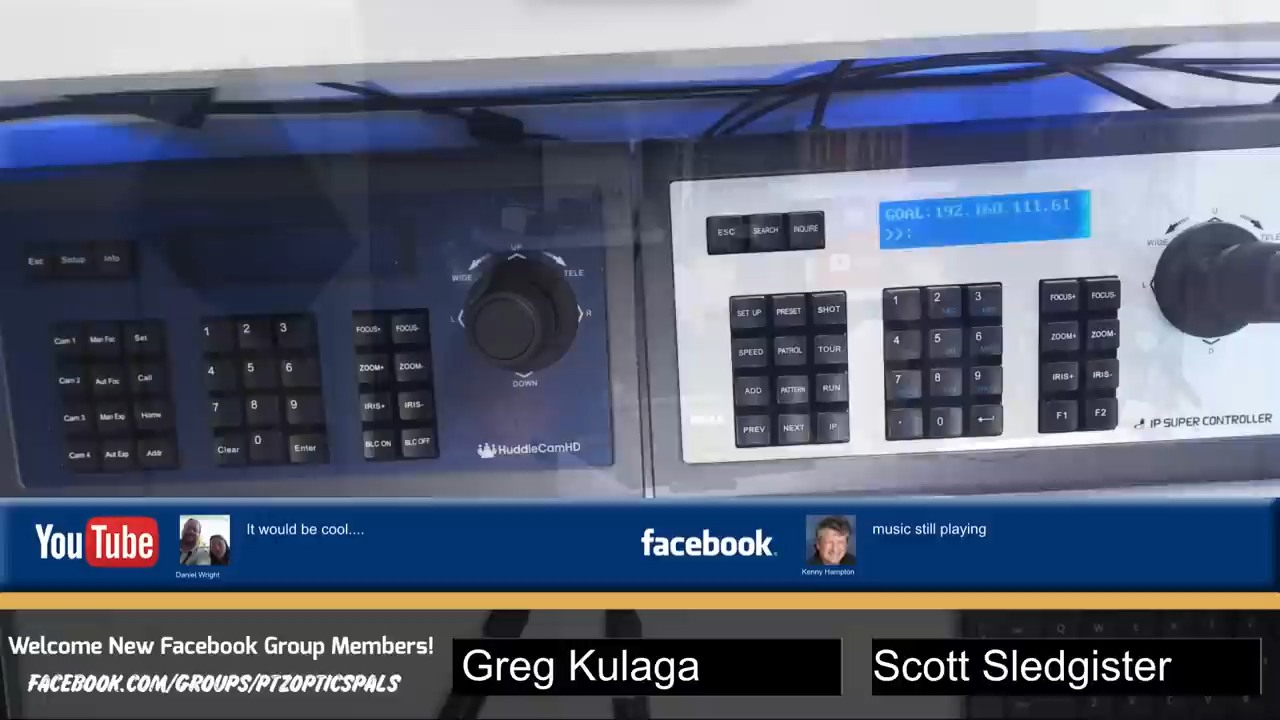 GOAL:192.168.111.61
>>:
Esc Setup Info
ESC SEARCH INQUIRE
UP
WIDE TELE
L R
DOWN
U
WIDE TELE
L
D
Cam 1 Man Foc Set
Cam 2 Aut Foc Call
Cam 3 Man Exp Home
Cam 4 Aut Exp Addr
1 2 3
4 5 6
7 8 9
Clear 0 Enter
FOCUS+ FOCUS-
ZOOM+ ZOOM-
IRIS+ IRIS-
BLC ON BLC OFF
HuddleCamHD
SET UP PRESET SHOT
SPEED PATROL TOUR
ADD PATTERN RUN
PREV NEXT IP
1 2 3
4 5 6
7 8 9
. 0
FOCUS+ FOCUS-
ZOOM+ ZOOM-
IRIS+ IRIS-
F1 F2
IP SUPER CONTROLLER
YouTube
Daniel Wright
It would be cool....
facebook.
Kenny Hampton
music still playing
Welcome New Facebook Group Members!
FACEBOOK.COM/GROUPS/PTZOPTICSPALS
Greg Kulaga
Scott Sledgister